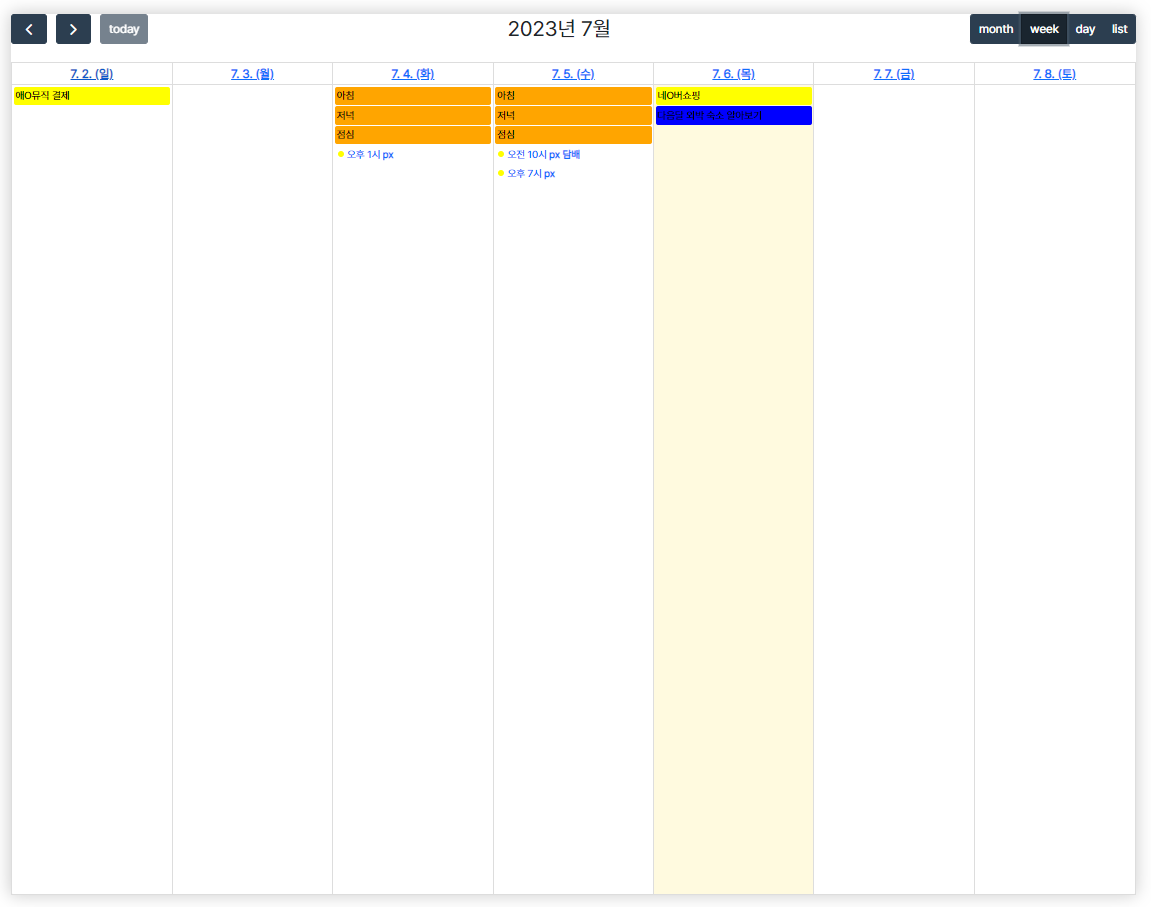 today
2023년 7월
month week day list
7. 2. (일) 7. 3. (월) 7. 4. (화) 7. 5. (수) 7. 6. (목) 7. 7. (금) 7. 8. (토)
애O뮤직 결제
아침
저녁
점심
오후 1시 px
아침
저녁
점심
오전 10시 px 담배
오후 7시 px
네O버쇼핑